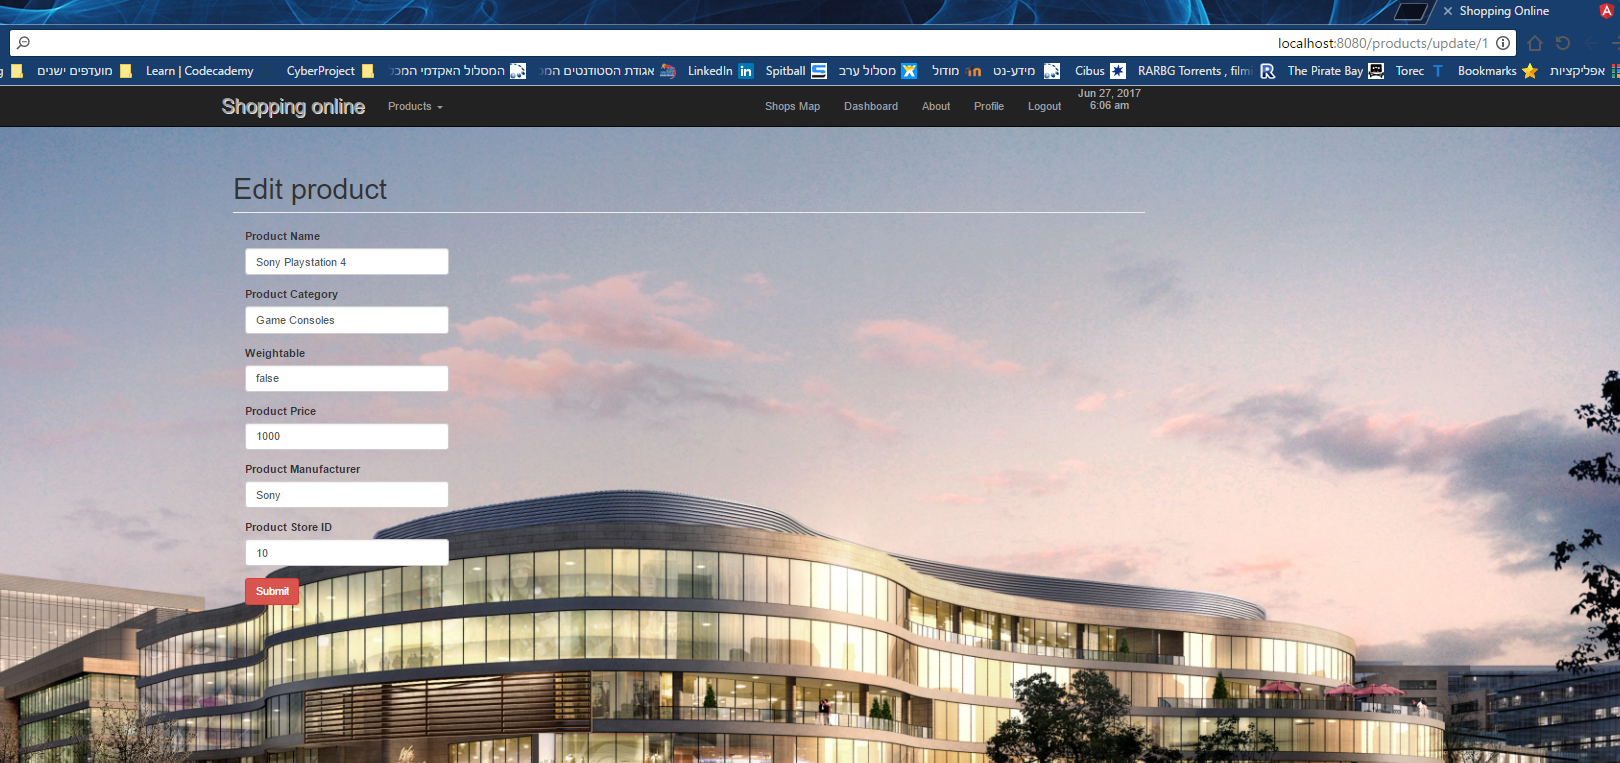 Shopping Online
localhost:8080/products/update/1
מועדפים ישנים
Learn | Codecademy
CyberProject
המסלול האקדמי המכ
אגודת הסטודנטים המכ
LinkedIn
Spitball
מסלול ערב
מודול
מידע-נט
Cibus
RARBG Torrents , film
The Pirate Bay
Torec
Bookmarks
אפליקציות
Shopping online
Products
Shops Map
Dashboard
About
Profile
Logout
Jun 27, 2017
6:06 am
Edit product
Product Name
Sony Playstation 4
Product Category
Game Consoles
Weightable
false
Product Price
1000
Product Manufacturer
Sony
Product Store ID
10
Submit